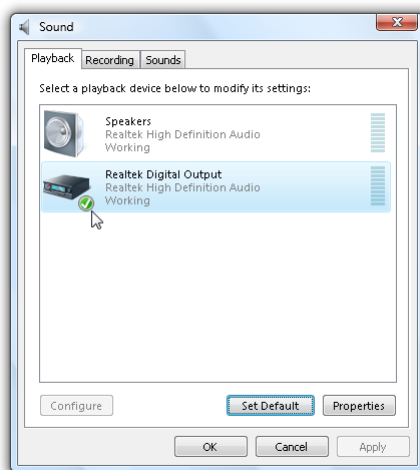 Sound
Playback Recording Sounds
Select a playback device below to modify its settings:
Speakers
Realtek High Definition Audio
Working
Realtek Digital Output
Realtek High Definition Audio
Working
Configure Set Default Properties
OK Cancel Apply